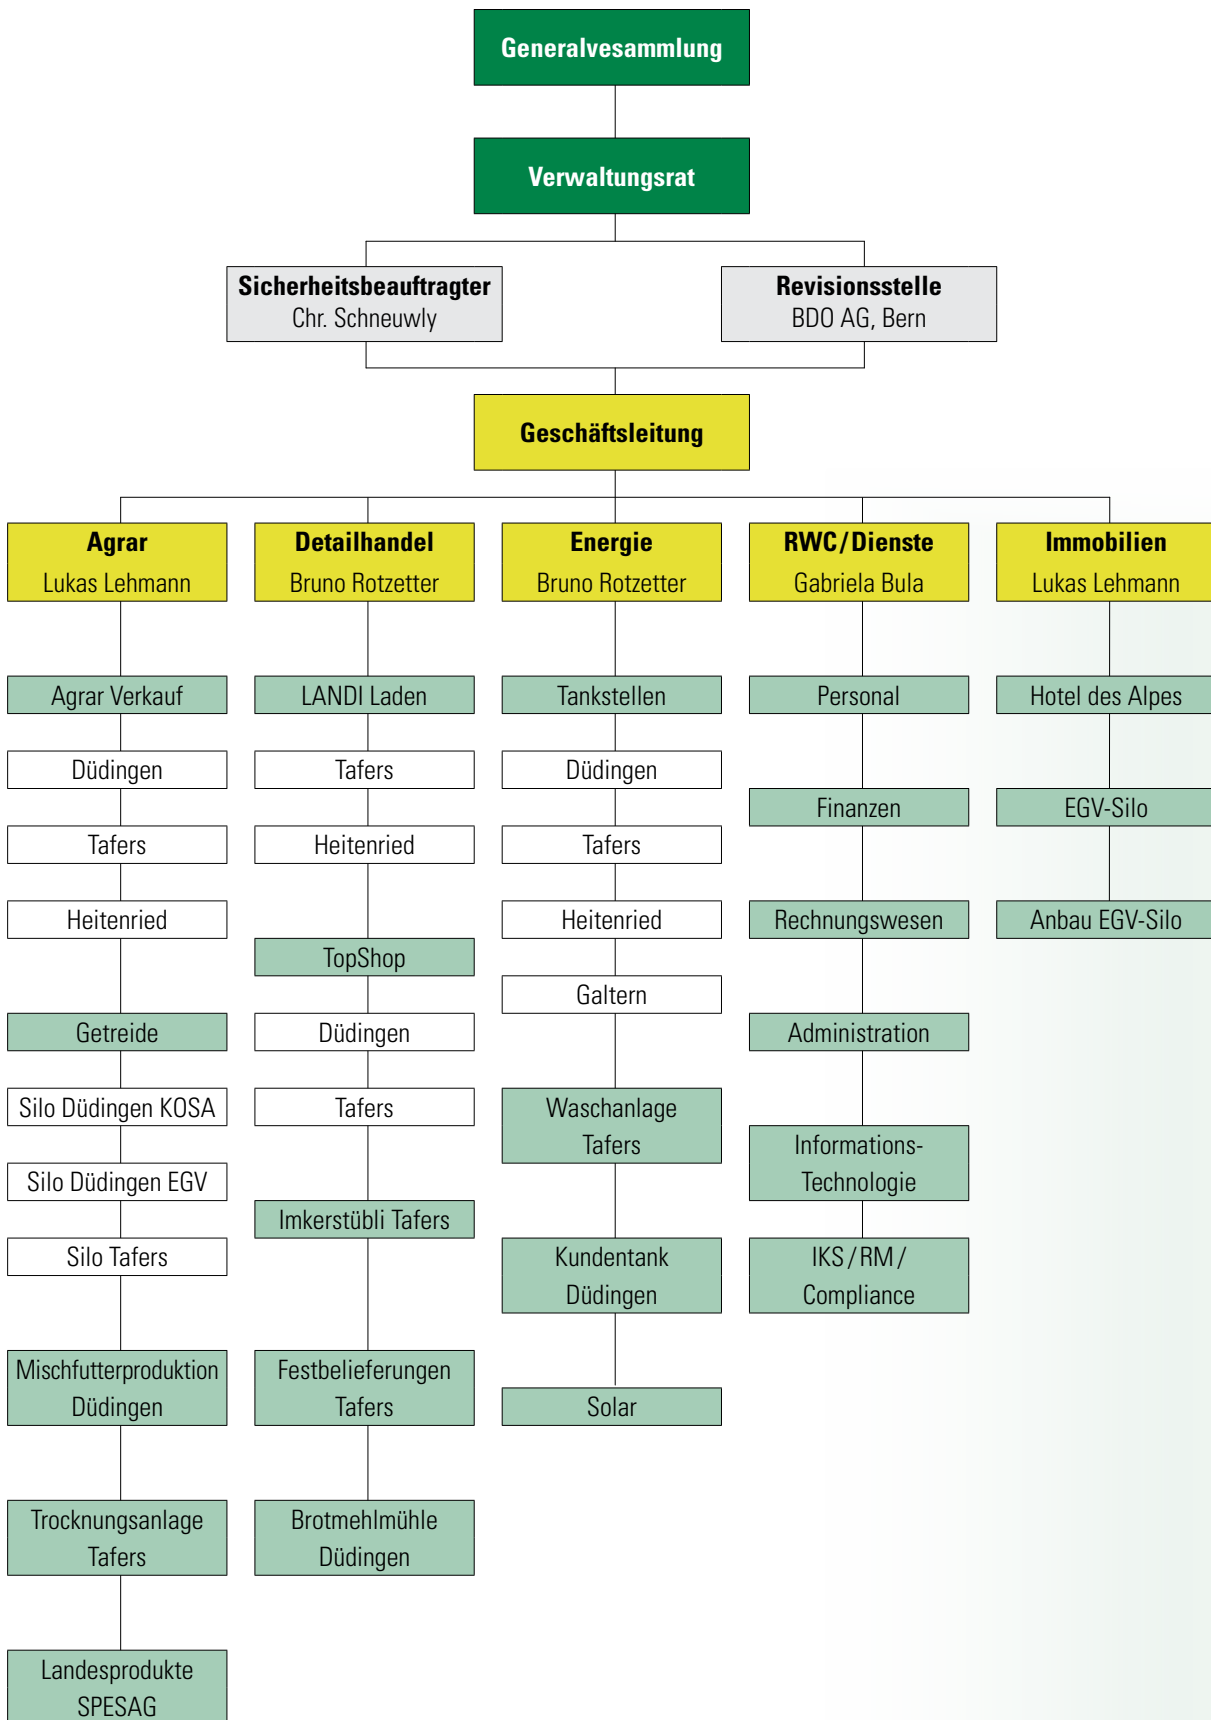 Generalvesammlung
Verwaltungsrat
Sicherheitsbeauftragter
Chr. Schneuwly
Revisionsstelle
BDO AG, Bern
Geschäftsleitung
Agrar
Lukas Lehmann
Agrar Verkauf
Düdingen
Tafers
Heitenried
Getreide
Silo Düdingen KOSA
Silo Düdingen EGV
Silo Tafers
Mischfutterproduktion
Düdingen
Trocknungsanlage
Tafers
Landesprodukte
SPESAG
Detailhandel
Bruno Rotzetter
LANDI Laden
Tafers
Heitenried
TopShop
Düdingen
Tafers
Imkerstübli Tafers
Festbelieferungen
Tafers
Brotmehlmühle
Düdingen
Energie
Bruno Rotzetter
Tankstellen
Düdingen
Tafers
Heitenried
Galtern
Waschanlage
Tafers
Kundentank
Düdingen
Solar
RWC/Dienste
Gabriela Bula
Personal
Finanzen
Rechnungswesen
Administration
Informations-
Technologie
IKS/RM/
Compliance
Immobilien
Lukas Lehmann
Hotel des Alpes
EGV-Silo
Anbau EGV-Silo